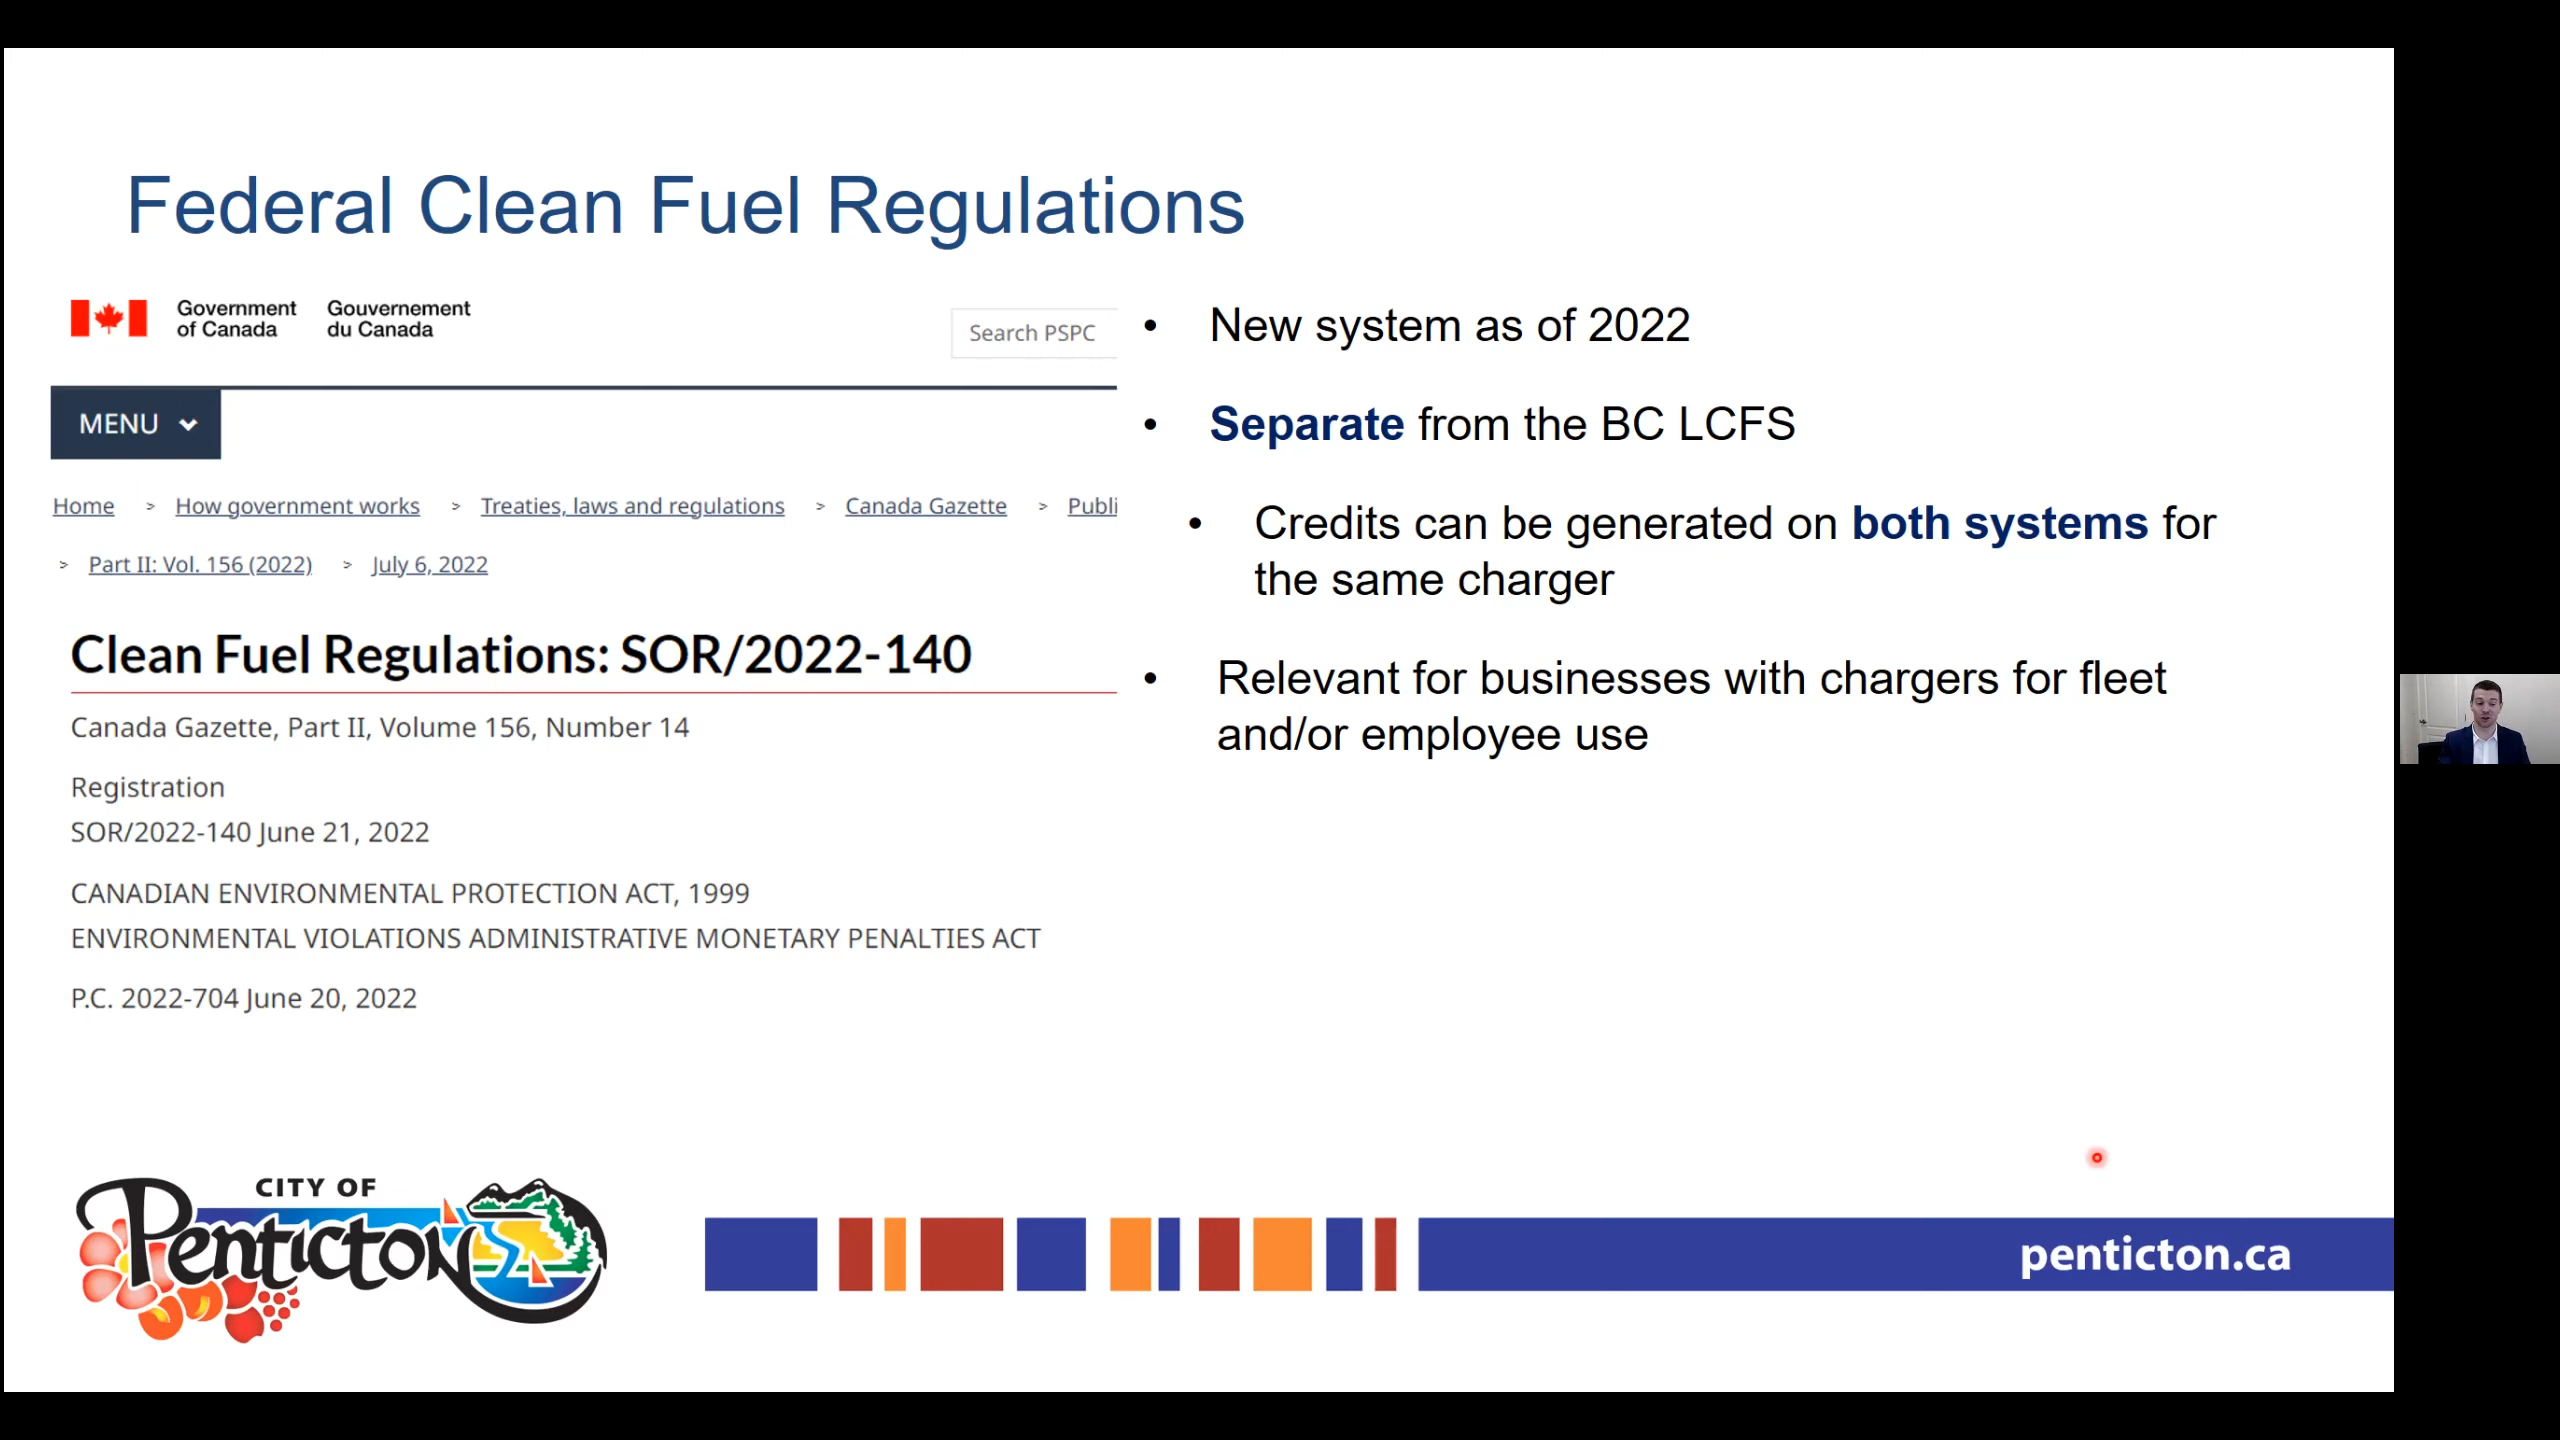 Federal Clean Fuel Regulations
Government of Canada
Gouvernement du Canada
Search PSPC
MENU
Home > How government works > Treaties, laws and regulations > Canada Gazette > Publi
> Part II: Vol. 156 (2022) > July 6, 2022
Clean Fuel Regulations: SOR/2022-140
Canada Gazette, Part II, Volume 156, Number 14
Registration
SOR/2022-140 June 21, 2022
CANADIAN ENVIRONMENTAL PROTECTION ACT, 1999
ENVIRONMENTAL VIOLATIONS ADMINISTRATIVE MONETARY PENALTIES ACT
P.C. 2022-704 June 20, 2022
• New system as of 2022
• Separate from the BC LCFS
• Credits can be generated on both systems for
the same charger
• Relevant for businesses with chargers for fleet
and/or employee use
CITY OF
Penticton
penticton.ca